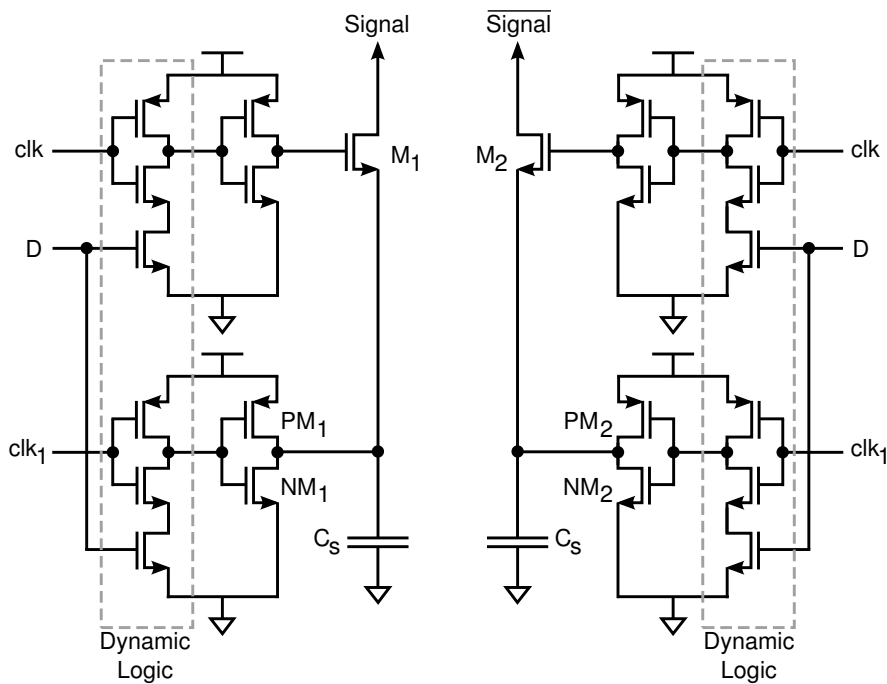 Signal
Signal
clk
M1
M2
clk
D
D
PM1
PM2
clk1
clk1
NM1
NM2
Cs
Cs
Dynamic
Logic
Dynamic
Logic